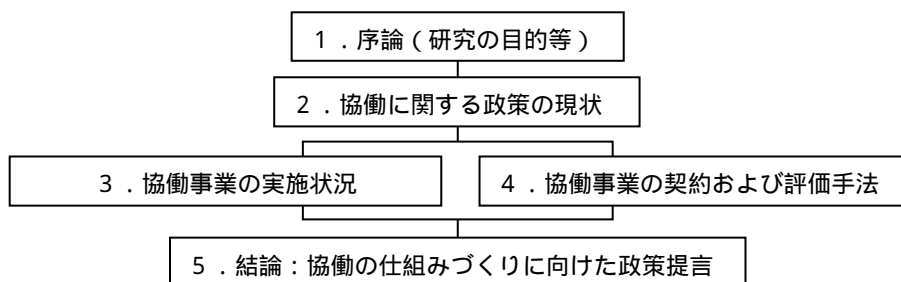 １．序論（研究の目的等）
２．協働に関する政策の現状
３．協働事業の実施状況
４．協働事業の契約および評価手法
５．結論：協働の仕組みづくりに向けた政策提言